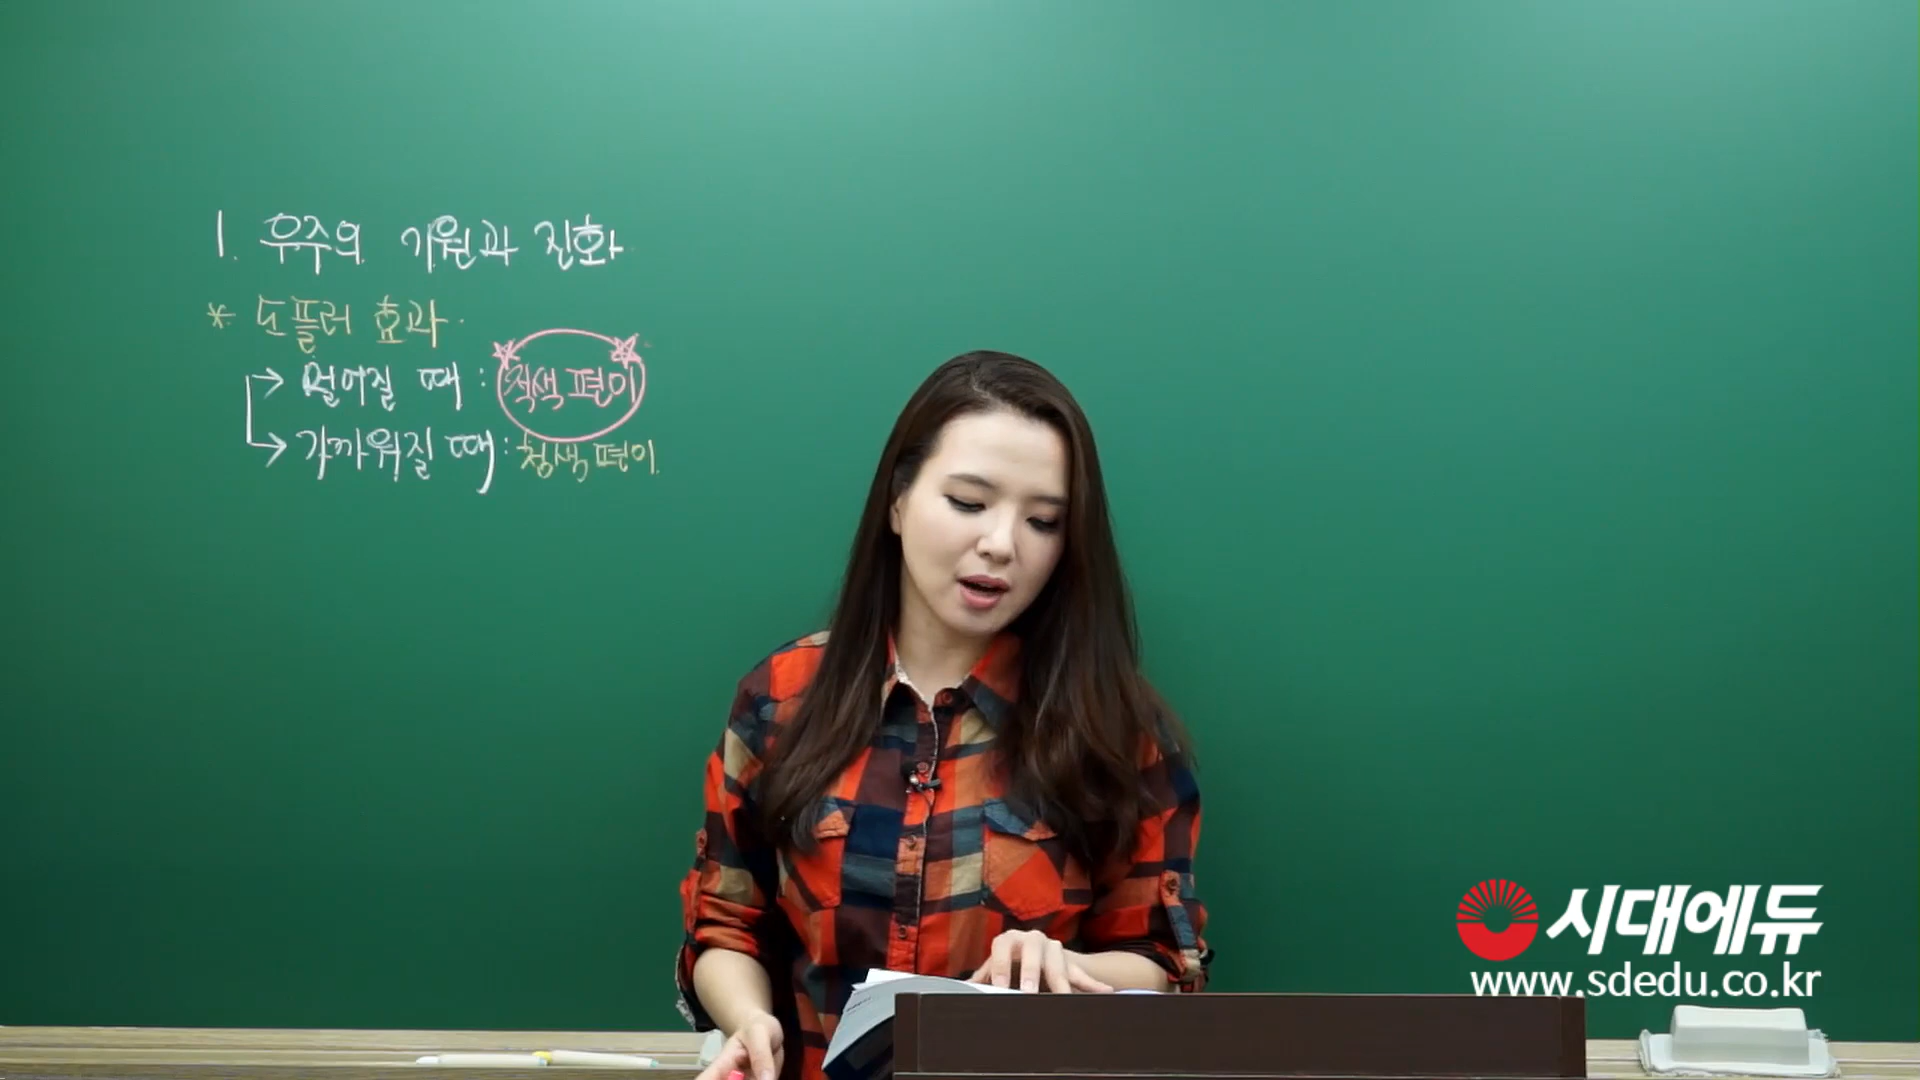 1. 우주의 기원과 진화
* 도플러 효과
→ 멀어질 때 : 적색 편이
→ 가까워질 때 : 청색 편이
시대에듀
www.sdedu.co.kr